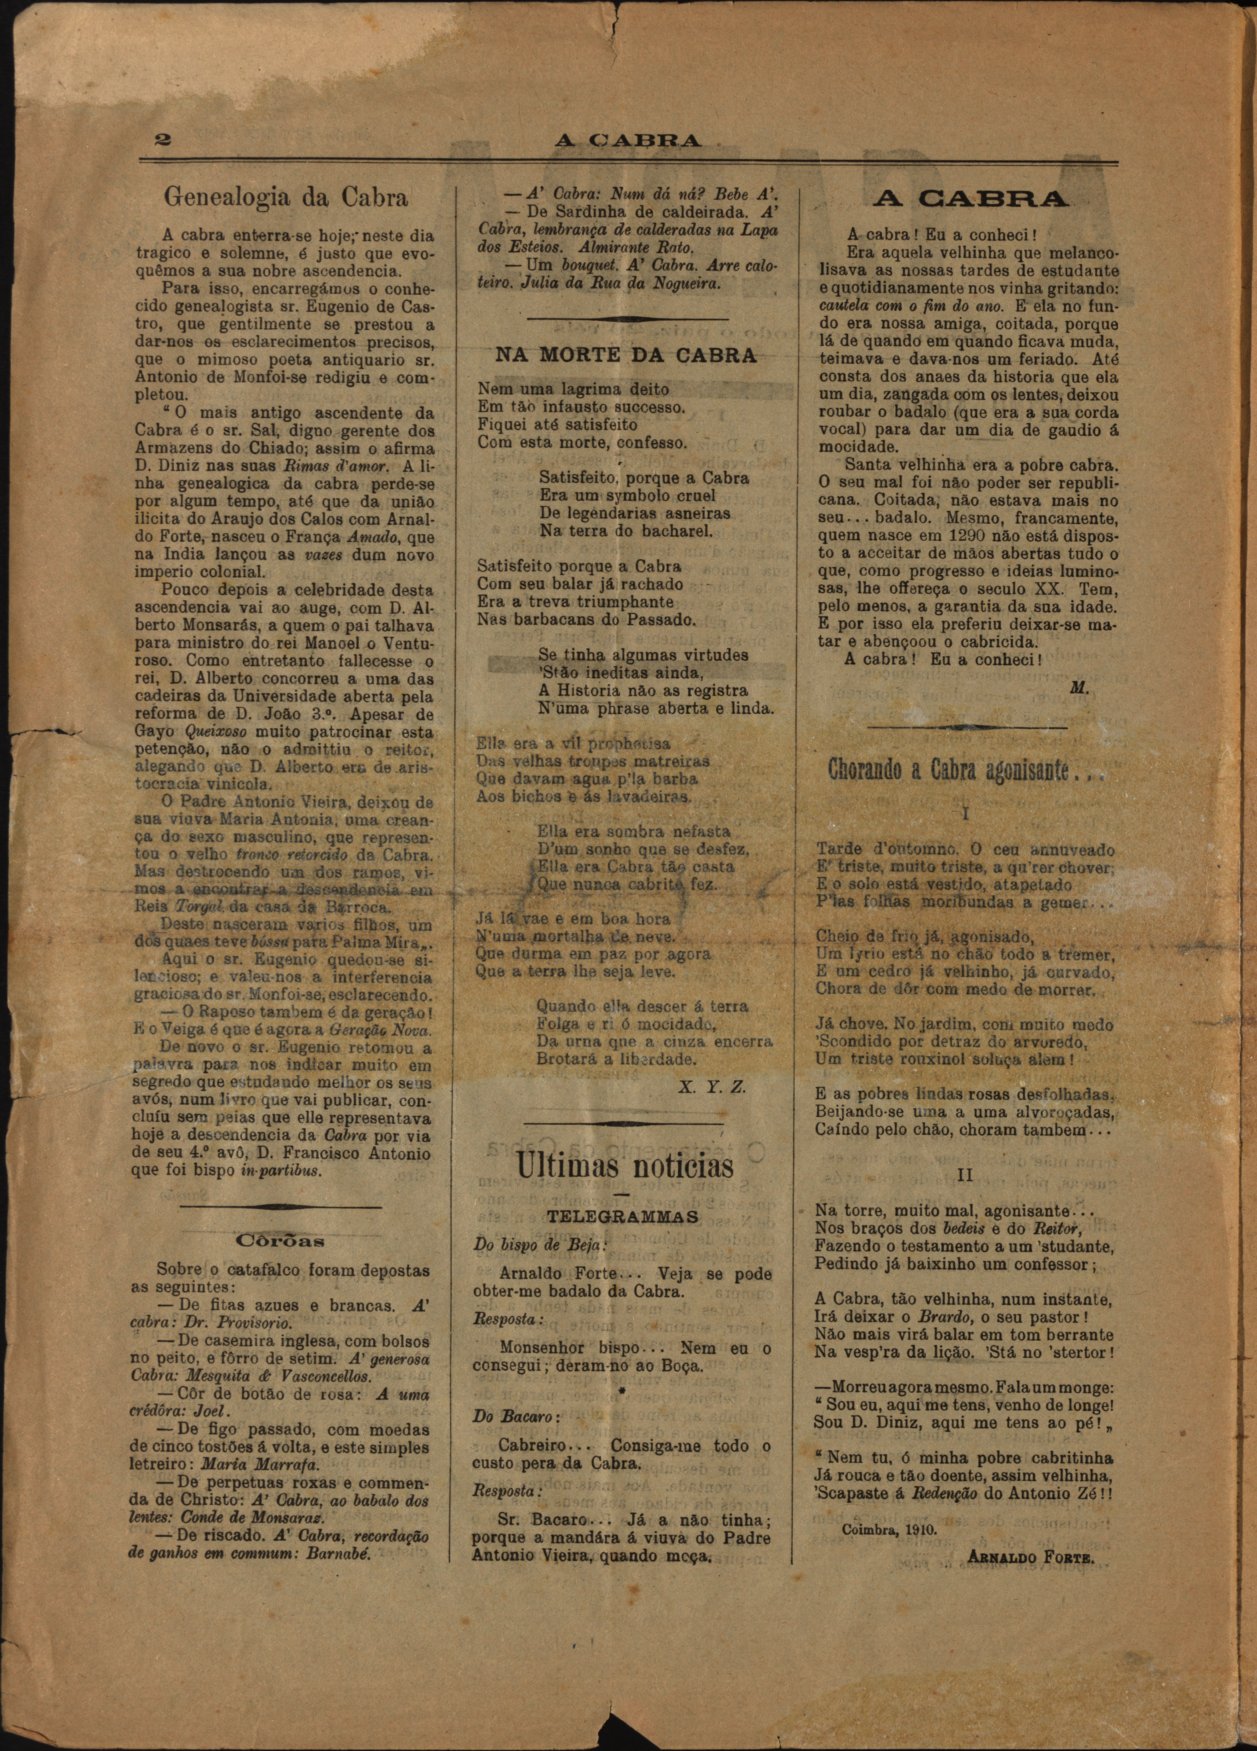 2
A CABRA
Genealogia da Cabra
A cabra enterra-se hoje; neste dia
tragico e solemne, é justo que evo-
quêmos a sua nobre ascendencia.
Para isso, encarregámos o conhe-
cido genealogista sr. Eugenio de Cas-
tro, que gentilmente se prestou a
dar-nos os esclarecimentos precisos,
que o mimoso poeta antiquario sr.
Antonio de Monfoi-se redigiu e com-
pletou.
“O mais antigo ascendente da
Cabra é o sr. Sal, digno gerente dos
Armazens do Chiado; assim o afirma
D. Diniz nas suas Rimas d'amor. A li-
nha genealogica da cabra perde-se
por algum tempo, até que da união
ilicita do Araujo dos Calos com Arnal-
do Forte, nasceu o França Amado, que
na India lançou as vazes dum novo
imperio colonial.
Pouco depois a celebridade desta
ascendencia vai ao auge, com D. Al-
berto Monsarás, a quem o pai talhava
para ministro do rei Manoel o Ventu-
roso. Como entretanto fallecesse o
rei, D. Alberto concorreu a uma das
cadeiras da Universidade aberta pela
reforma de D. João 3.º. Apesar de
Gayo Queixoso muito patrocinar esta
petenção, não o admittiu o reitor,
alegando que D. Alberto era de aris-
tocracia vinicola.
O Padre Antonio Vieira, deixou de
sua viuva Maria Antonia, uma crean-
ça do sexo masculino, que represen-
tou o velho tronco retorcido da Cabra.
Mas destrocendo um dos ramos, vi-
mos a encontrar a descendencia em
Reis Torgal da casa da Barroca.
Deste nasceram varios filhos, um
dos quaes teve bóssa para Palma Mira„.
Aqui o sr. Eugenio quedou-se si-
lencioso; e valeu-nos a interferencia
graciosa do sr. Monfoi-se, esclarecendo.
— O Raposo tambem é da geração!
E o Veiga é que é agora a Geração Nova.
De novo o sr. Eugenio retomou a
palavra para nos indicar muito em
segredo que estudando melhor os seus
avós, num livro que vai publicar, con-
cluíu sem peias que elle representava
hoje a descendencia da Cabra por via
de seu 4.º avô, D. Francisco Antonio
que foi bispo in-partibus.
Côrôas
Sobre o catafalco foram depostas
as seguintes:
— De fitas azues e brancas. A'
cabra: Dr. Provisorio.
— De casemira inglesa, com bolsos
no peito, e fôrro de setim. A' generosa
Cabra: Mesquita & Vasconcellos.
— Côr de botão de rosa: A uma
crédôra: Joel.
— De figo passado, com moedas
de cinco tostões á volta, e este simples
letreiro: Maria Marrafa.
— De perpetuas roxas e commen-
da de Christo: A' Cabra, ao babalo dos
lentes: Conde de Monsaraz.
— De riscado. A' Cabra, recordação
de ganhos em commum: Barnabé.
— A' Cabra: Num dá ná? Bebe A'.
— De Sardinha de caldeirada. A'
Cabra, lembrança de calderadas na Lapa
dos Esteios. Almirante Rato.
— Um bouquet. A' Cabra. Arre calo-
teiro. Julia da Rua da Nogueira.
NA MORTE DA CABRA
Nem uma lagrima deito
Em tão infausto successo.
Fiquei até satisfeito
Com esta morte, confesso.
Satisfeito, porque a Cabra
Era um symbolo cruel
De legendarias asneiras
Na terra do bacharel.
Satisfeito porque a Cabra
Com seu balar já rachado
Era a treva triumphante
Nas barbacans do Passado.
Se tinha algumas virtudes
'Stão ineditas ainda,
A Historia não as registra
N'uma phrase aberta e linda.
Ella era a vil prophetisa
Das velhas troupes matreiras
Que davam agua p'la barba
Aos bichos e ás lavadeiras.
Ella era sombra nefasta
D'um sonho que se desfez,
Ella era Cabra tão casta
Que nunca cabrito fez.
Já lá vae e em boa hora
N'uma mortalha de neve.
Que durma em paz por agora
Que a terra lhe seja leve.
Quando ella descer á terra
Folga e ri ó mocidade,
Da urna que a cinza encerra
Brotará a liberdade.
X. Y. Z.
Ultimas noticias
TELEGRAMMAS
Do bispo de Beja:
Arnaldo Forte... Veja se pode
obter-me badalo da Cabra.
Resposta:
Monsenhor bispo... Nem eu o
consegui; deram-no ao Boça.
*
Do Bacaro:
Cabreiro... Consiga-me todo o
custo pera da Cabra.
Resposta:
Sr. Bacaro... Já a não tinha;
porque a mandára á viuva do Padre
Antonio Vieira, quando moça.
A CABRA
A cabra! Eu a conheci!
Era aquela velhinha que melanco-
lisava as nossas tardes de estudante
e quotidianamente nos vinha gritando:
cautela com o fim do ano. E ela no fun-
do era nossa amiga, coitada, porque
lá de quando em quando ficava muda,
teimava e dava-nos um feriado. Até
consta dos anaes da historia que ela
um dia, zangada com os lentes, deixou
roubar o badalo (que era a sua corda
vocal) para dar um dia de gaudio á
mocidade.
Santa velhinha era a pobre cabra.
O seu mal foi não poder ser republi-
cana. Coitada, não estava mais no
seu... badalo. Mesmo, francamente,
quem nasce em 1290 não está dispos-
to a acceitar de mãos abertas tudo o
que, como progresso e ideias lumino-
sas, lhe offereça o seculo XX. Tem,
pelo menos, a garantia da sua idade.
E por isso ela preferiu deixar-se ma-
tar e abençoou o cabricida.
A cabra! Eu a conheci!
M.
Chorando a Cabra agonisante...
I
Tarde d'outomno. O ceu annuveado
E' triste, muito triste, a qu'rer chover,
E o solo está vestido, atapetado
P'las folhas moribundas a gemer...
Cheio de frio já, agonisado,
Um lyrio está no chão todo a tremer,
E um cedro já velhinho, já curvado,
Chora de dôr com medo de morrer.
Já chove. No jardim, com muito medo
'Scondido por detraz do arvoredo,
Um triste rouxinol soluça alem!
E as pobres lindas rosas desfolhadas,
Beijando-se uma a uma alvoroçadas,
Caíndo pelo chão, choram tambem...
II
Na torre, muito mal, agonisante...
Nos braços dos bedeis e do Reitor,
Fazendo o testamento a um 'studante,
Pedindo já baixinho um confessor;
A Cabra, tão velhinha, num instante,
Irá deixar o Brardo, o seu pastor!
Não mais virá balar em tom berrante
Na vesp'ra da lição. 'Stá no 'stertor!
—Morreu agora mesmo. Fala um monge:
“Sou eu, aqui me tens, venho de longe!
Sou D. Diniz, aqui me tens ao pé!„
“Nem tu, ó minha pobre cabritinha
Já rouca e tão doente, assim velhinha,
'Scapaste á Redenção do Antonio Zé!!
Coimbra, 1910.
ARNALDO FORTE.